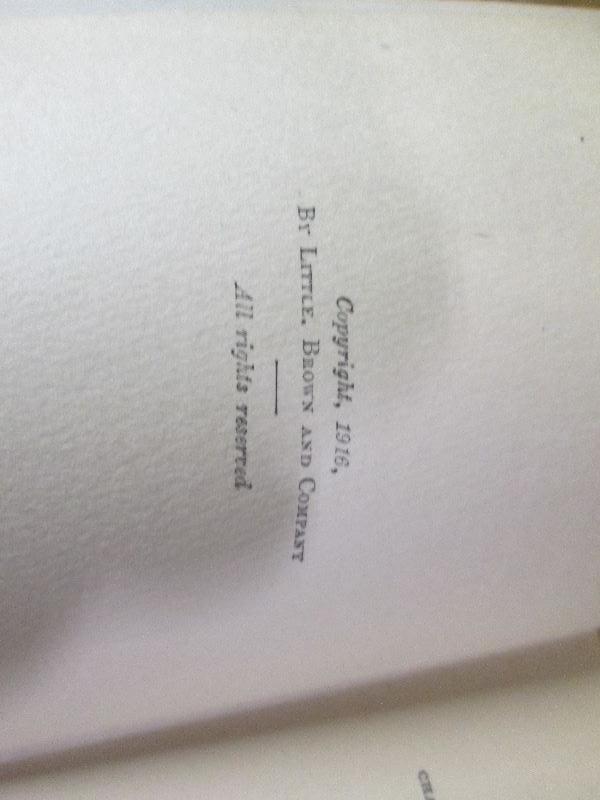 Copyright, 1916,
By Little, Brown and Company
All rights reserved